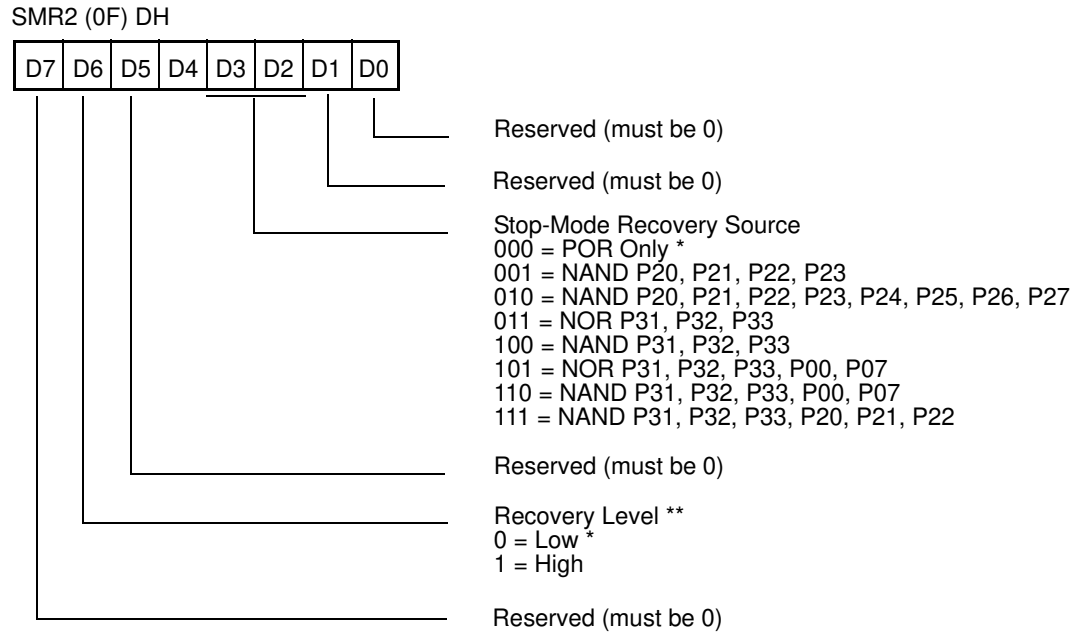 SMR2 (0F) DH
D7 D6 D5 D4 D3 D2 D1 D0
Reserved (must be 0)
Reserved (must be 0)
Stop-Mode Recovery Source
000 = POR Only *
001 = NAND P20, P21, P22, P23
010 = NAND P20, P21, P22, P23, P24, P25, P26, P27
011 = NOR P31, P32, P33
100 = NAND P31, P32, P33
101 = NOR P31, P32, P33, P00, P07
110 = NAND P31, P32, P33, P00, P07
111 = NAND P31, P32, P33, P20, P21, P22
Reserved (must be 0)
Recovery Level **
0 = Low *
1 = High
Reserved (must be 0)